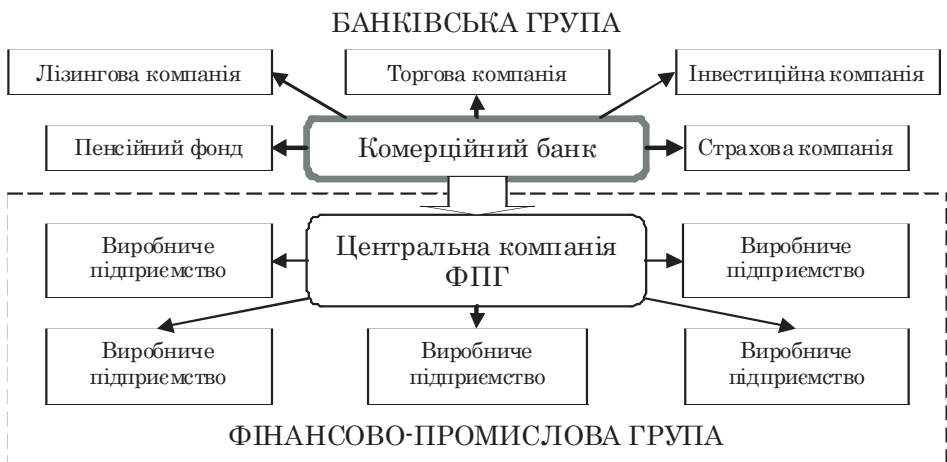 БАНКІВСЬКА ГРУПА
Лізингова компанія
Торгова компанія
Інвестиційна компанія
Пенсійний фонд
Комерційний банк
Страхова компанія
Центральна компанія
ФПГ
Виробниче
підприємство
Виробниче
підприємство
Виробниче
підприємство
Виробниче
підприємство
Виробниче
підприємство
ФІНАНСОВО-ПРОМИСЛОВА ГРУПА